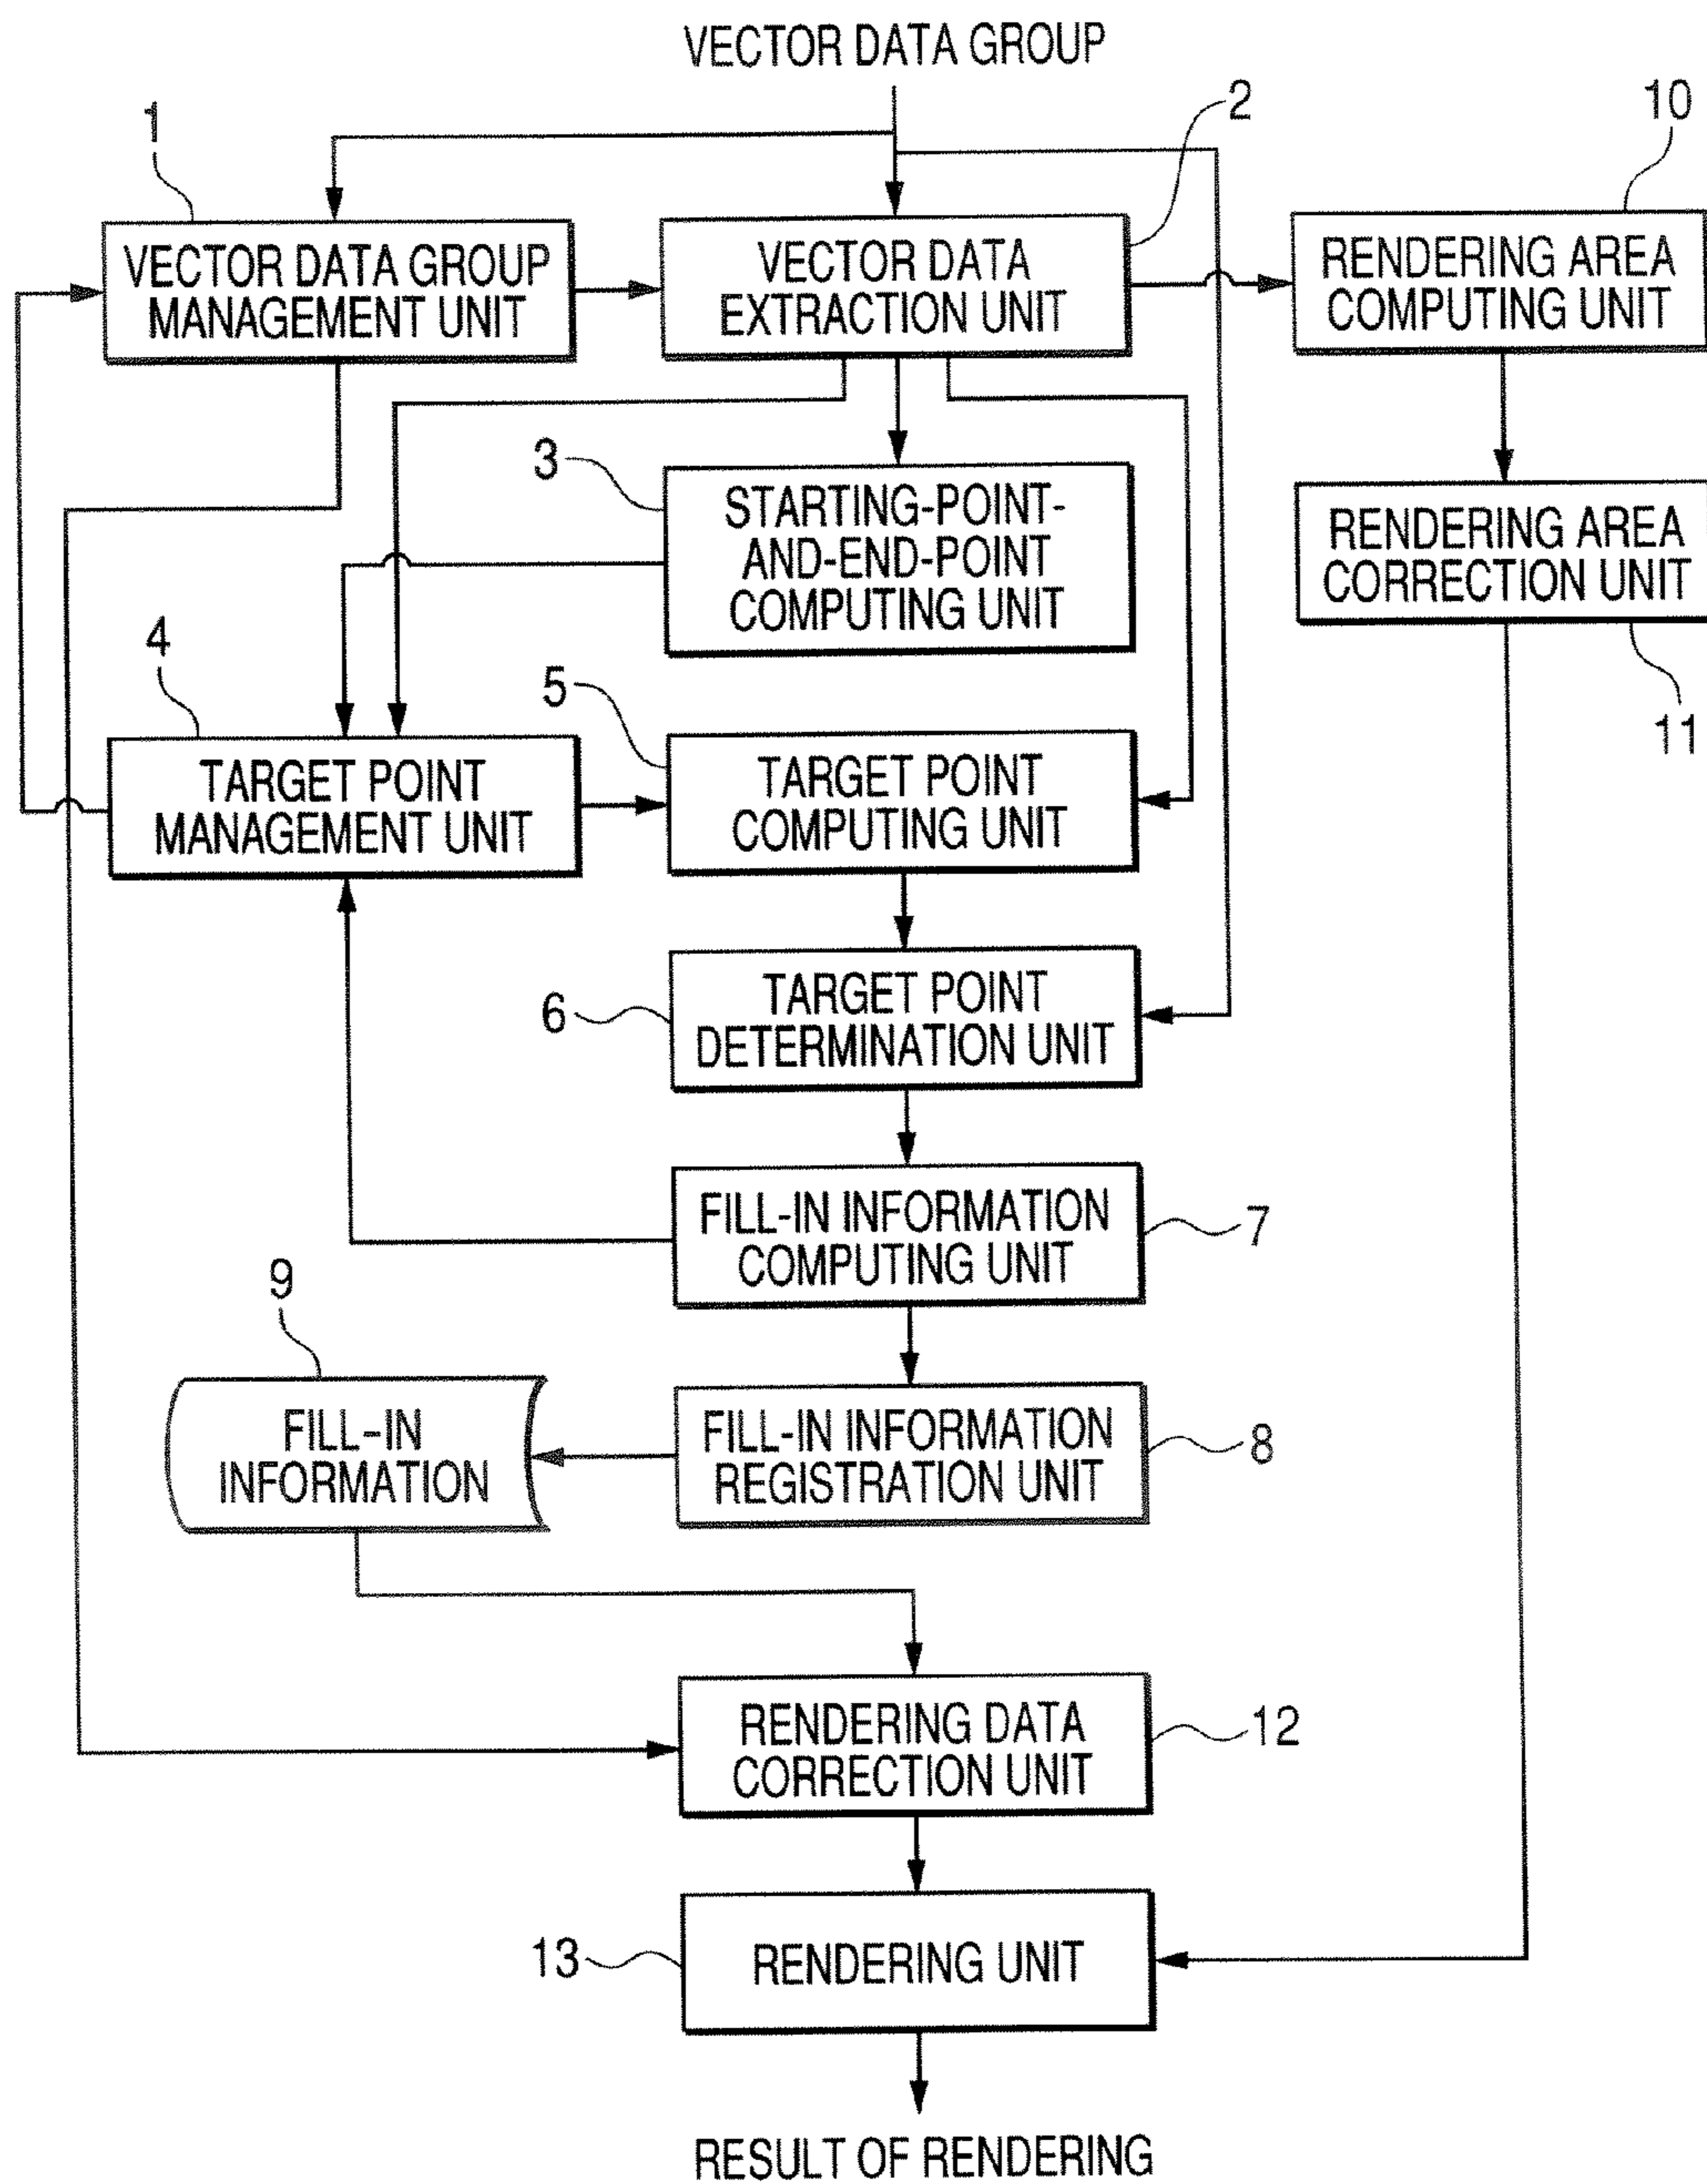 VECTOR DATA GROUP
1
2
10
VECTOR DATA GROUP
MANAGEMENT UNIT
VECTOR DATA
EXTRACTION UNIT
RENDERING AREA
COMPUTING UNIT
3
STARTING-POINT-
AND-END-POINT
COMPUTING UNIT
RENDERING AREA
CORRECTION UNIT
11
4
TARGET POINT
MANAGEMENT UNIT
5
TARGET POINT
COMPUTING UNIT
6
TARGET POINT
DETERMINATION UNIT
FILL-IN INFORMATION
COMPUTING UNIT
7
9
FILL-IN
INFORMATION
FILL-IN INFORMATION
REGISTRATION UNIT
8
RENDERING DATA
CORRECTION UNIT
12
13
RENDERING UNIT
RESULT OF RENDERING